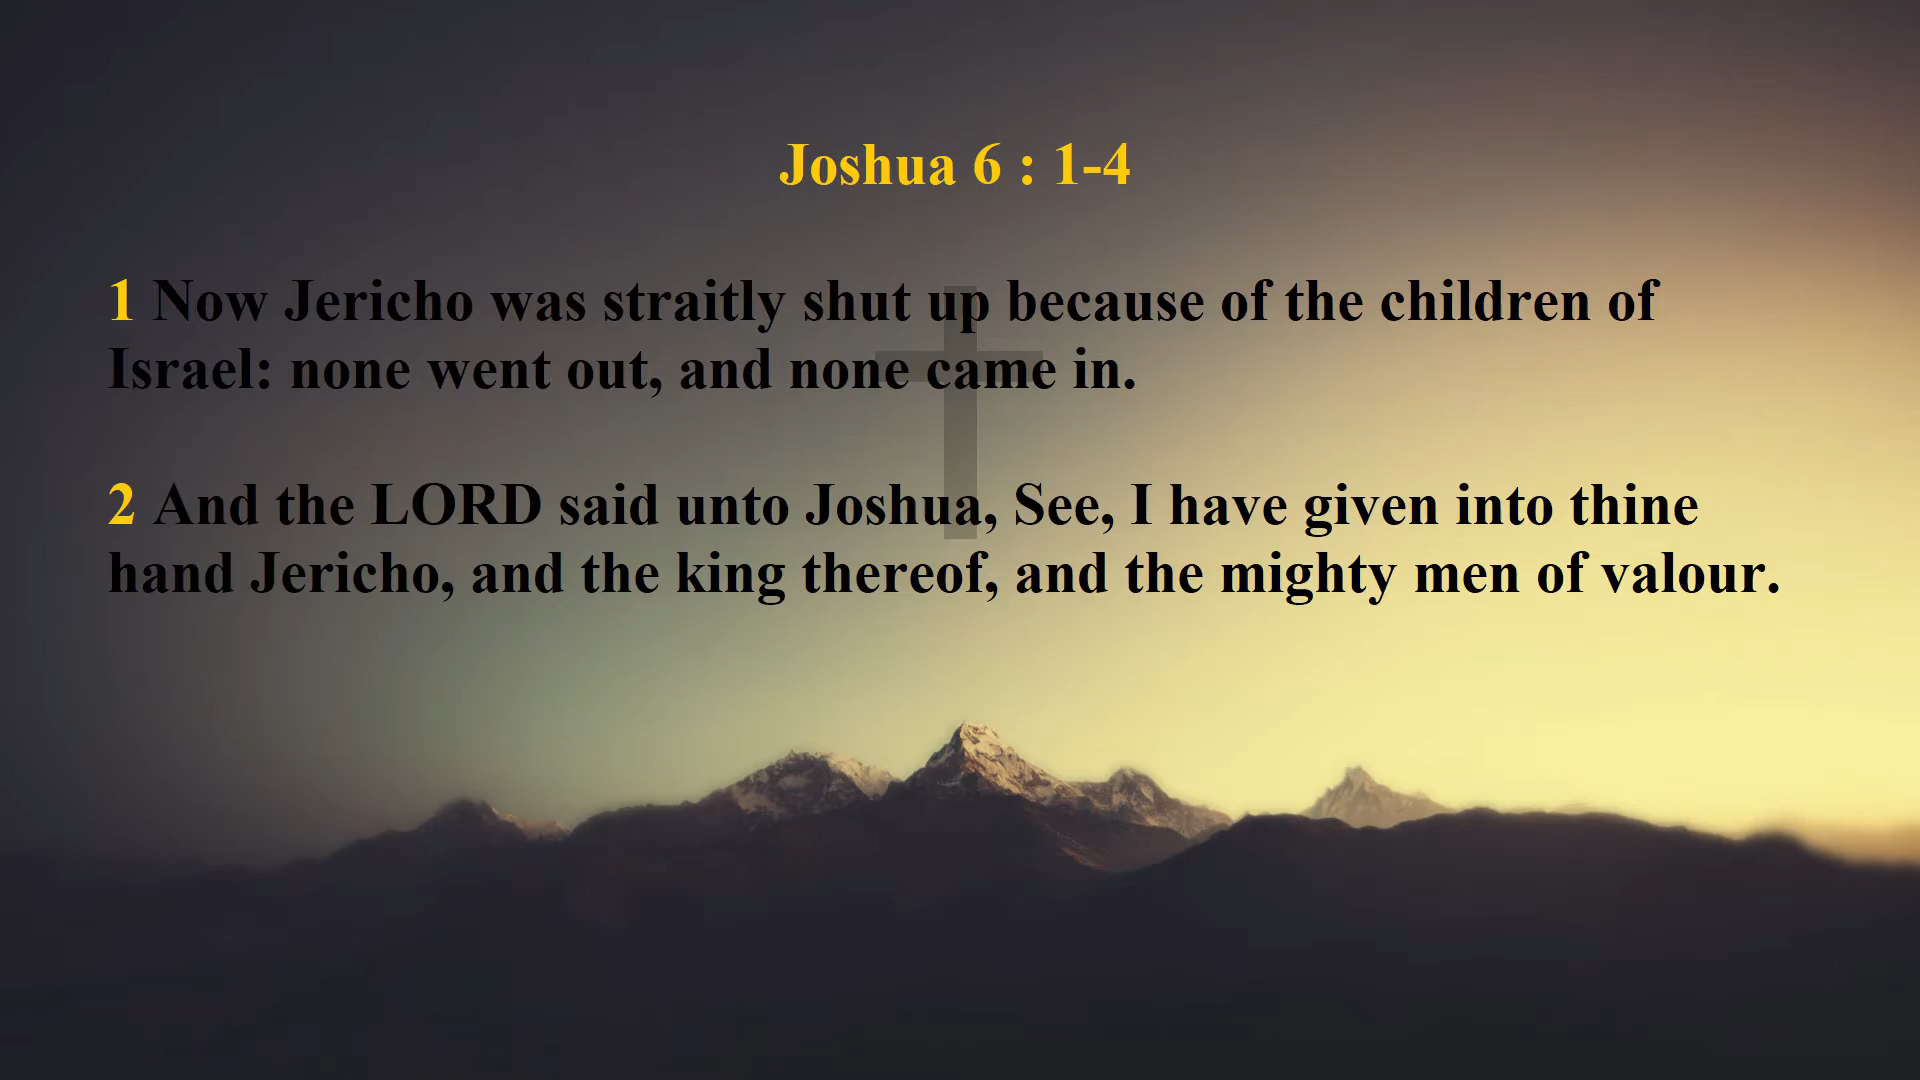 Joshua 6 : 1-4
1 Now Jericho was straitly shut up because of the children of
Israel: none went out, and none came in.
2 And the LORD said unto Joshua, See, I have given into thine
hand Jericho, and the king thereof, and the mighty men of valour.